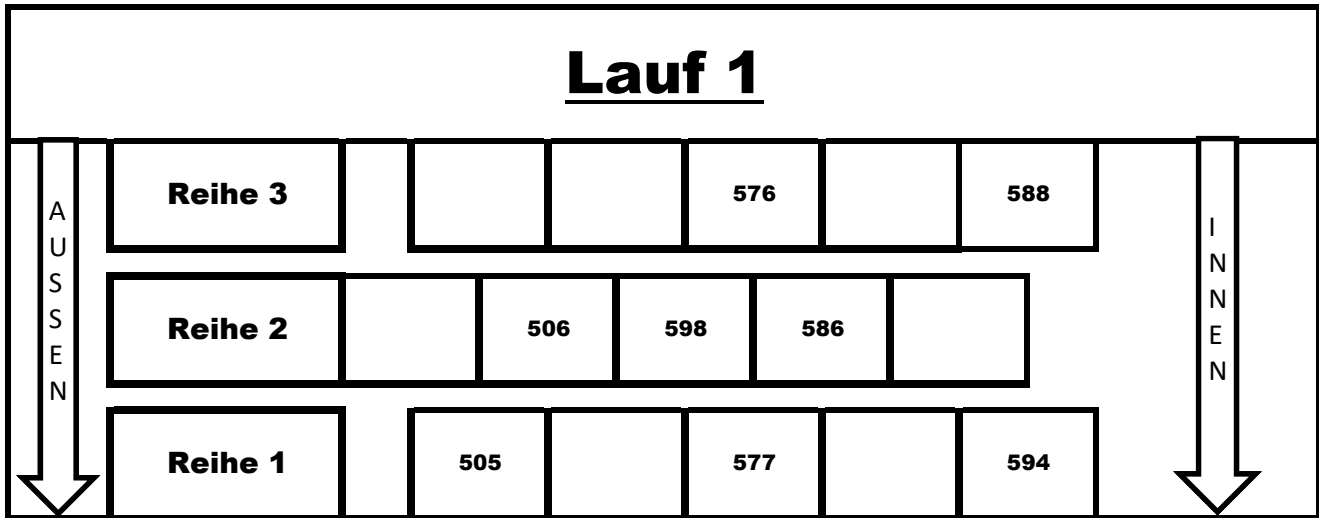 Lauf 1
AUSSEN
INNEN
Reihe 3 576 588
Reihe 2 506 598 586
Reihe 1 505 577 594